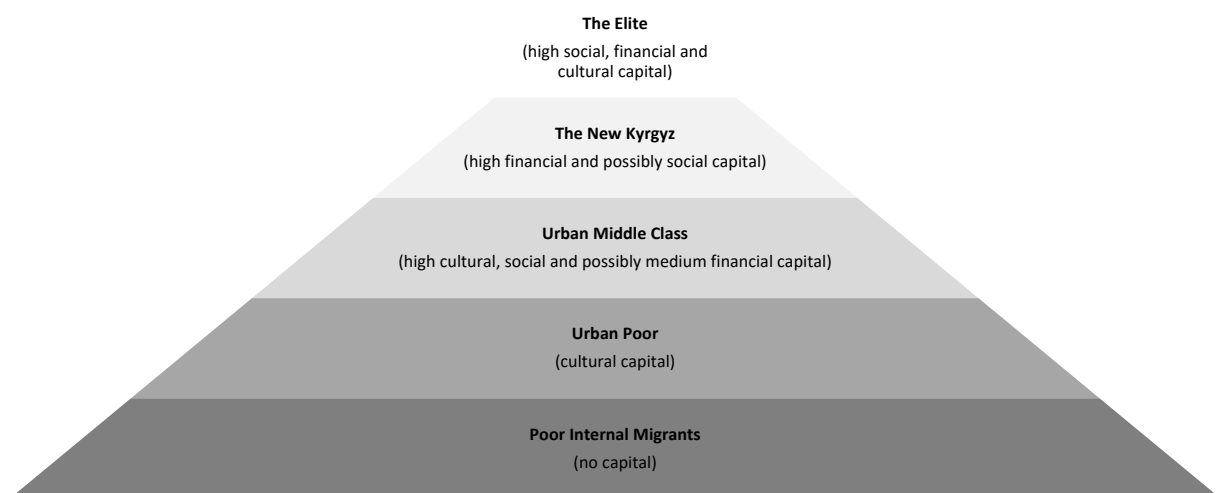 The Elite
(high social, financial and
cultural capital)
The New Kyrgyz
(high financial and possibly social capital)
Urban Middle Class
(high cultural, social and possibly medium financial capital)
Urban Poor
(cultural capital)
Poor Internal Migrants
(no capital)